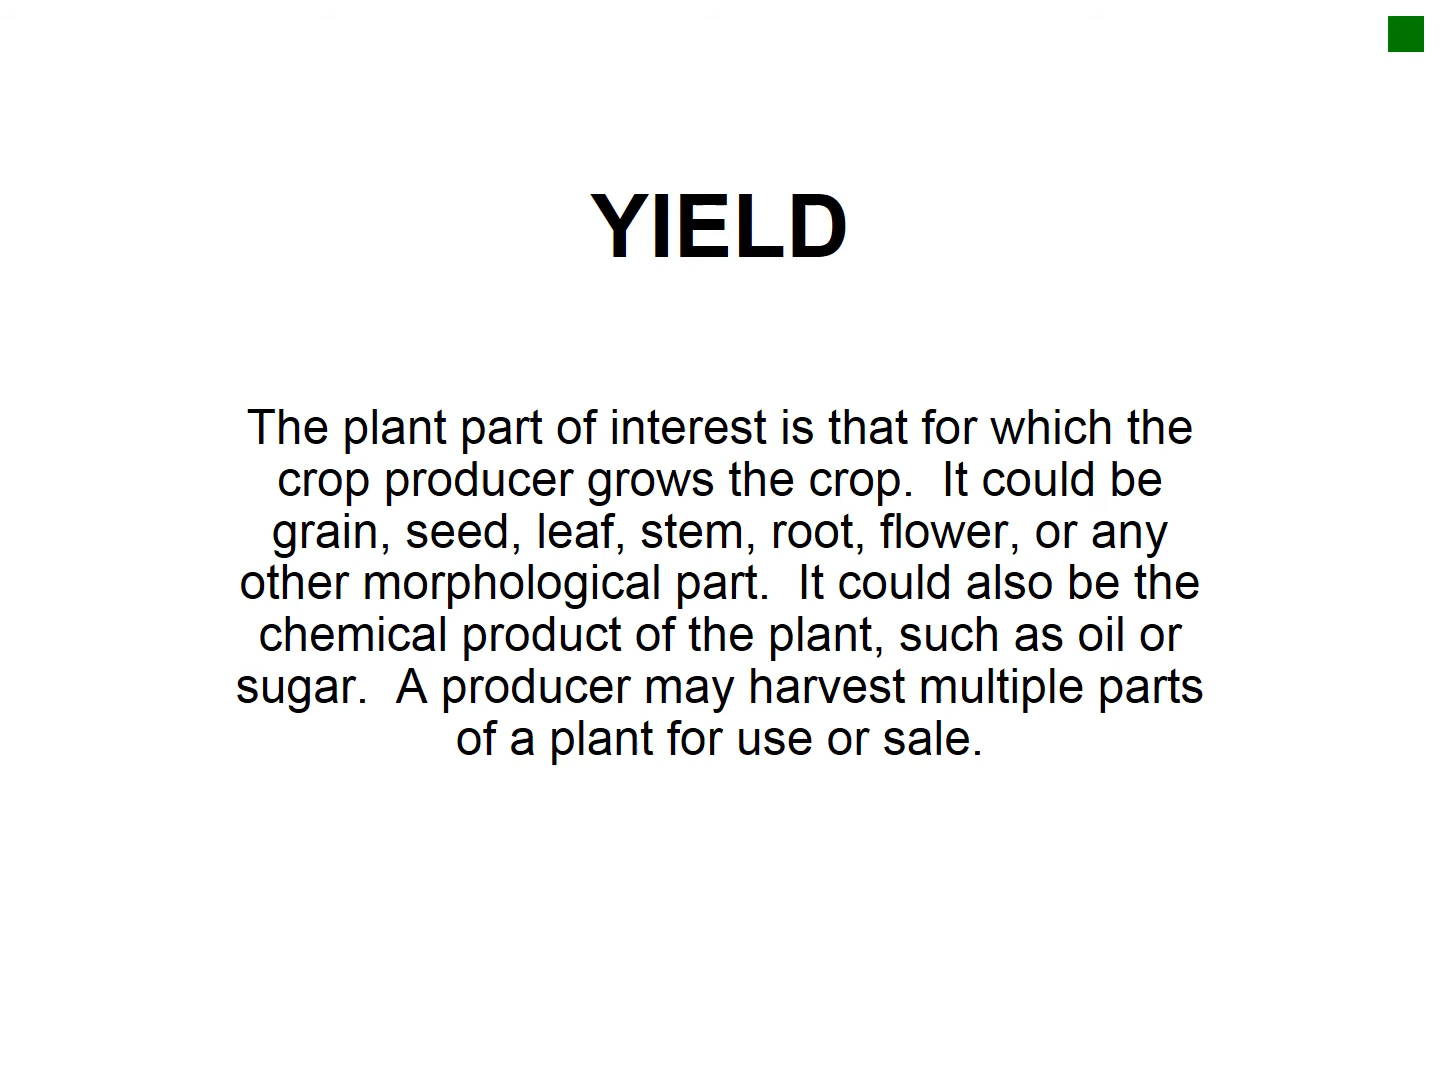 YIELD
The plant part of interest is that for which the
crop producer grows the crop.  It could be
grain, seed, leaf, stem, root, flower, or any
other morphological part.  It could also be the
chemical product of the plant, such as oil or
sugar.  A producer may harvest multiple parts
of a plant for use or sale.